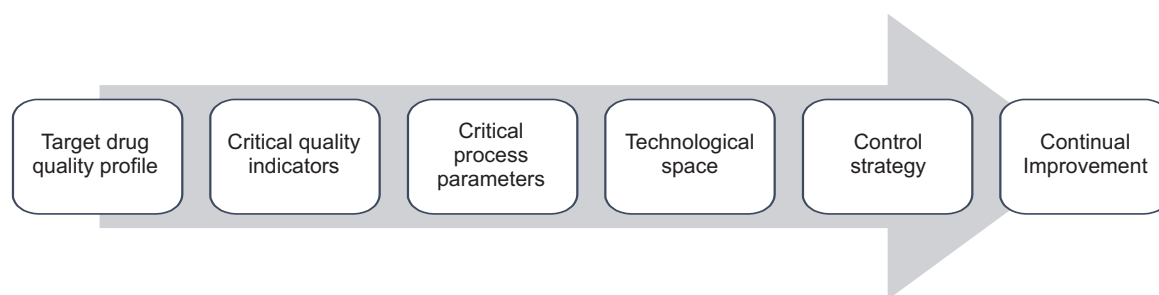 Target drug
quality profile
Critical quality
indicators
Critical
process
parameters
Technological
space
Control
strategy
Continual
Improvement